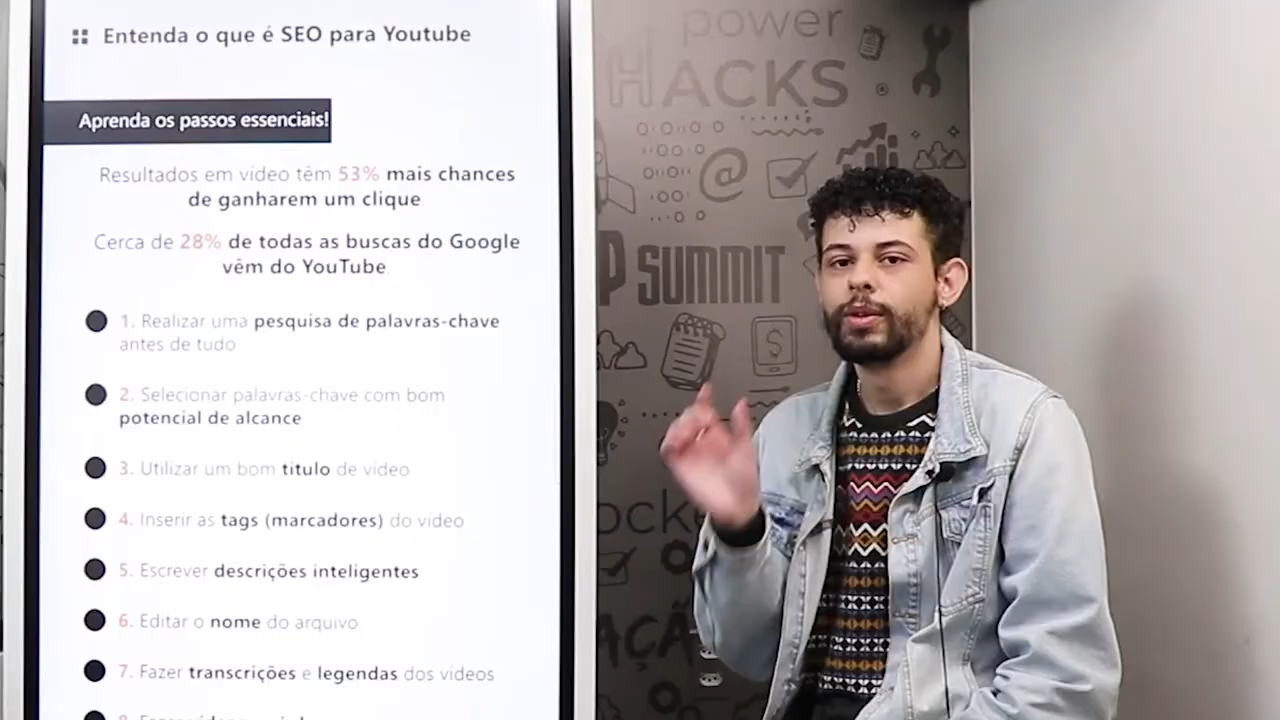 Entenda o que é SEO para Youtube
Aprenda os passos essenciais!
Resultados em vídeo têm 53% mais chances
de ganharem um clique
Cerca de 28% de todas as buscas do Google
vêm do YouTube
1. Realizar uma pesquisa de palavras-chave
antes de tudo
2. Selecionar palavras-chave com bom
potencial de alcance
3. Utilizar um bom título de vídeo
4. Inserir as tags (marcadores) do vídeo
5. Escrever descrições inteligentes
6. Editar o nome do arquivo
7. Fazer transcrições e legendas dos vídeos
power
HACKS
@
P SUMMIT
$
ocke
AÇÃ